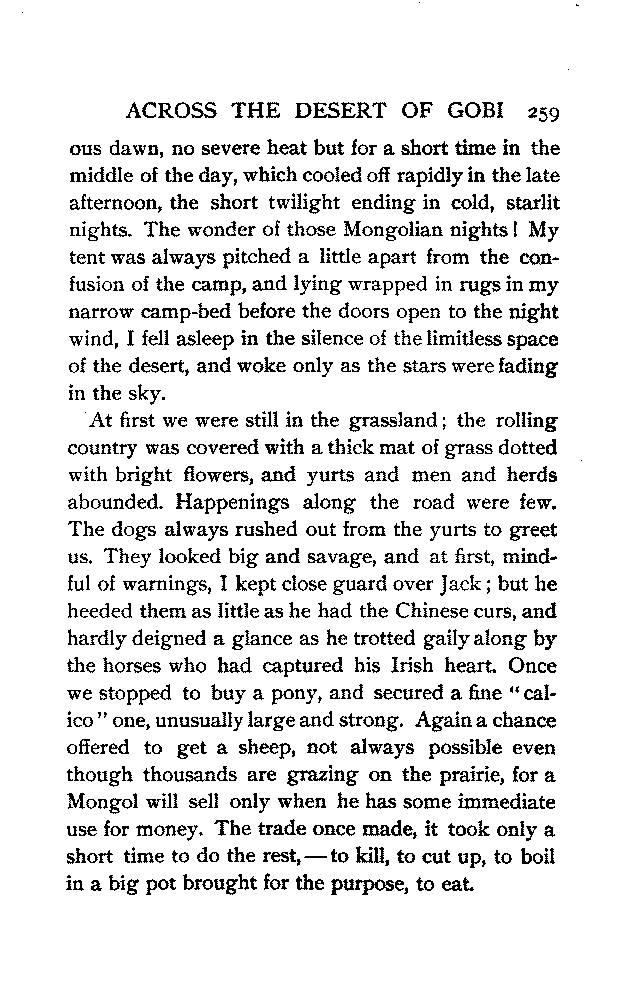 ACROSS THE DESERT OF GOBI 259
ous dawn, no severe heat but for a short time in the
middle of the day, which cooled off rapidly in the late
afternoon, the short twilight ending in cold, starlit
nights. The wonder of those Mongolian nights! My
tent was always pitched a little apart from the con-
fusion of the camp, and lying wrapped in rugs in my
narrow camp-bed before the doors open to the night
wind, I fell asleep in the silence of the limitless space
of the desert, and woke only as the stars were fading
in the sky.
At first we were still in the grassland; the rolling
country was covered with a thick mat of grass dotted
with bright flowers, and yurts and men and herds
abounded. Happenings along the road were few.
The dogs always rushed out from the yurts to greet
us. They looked big and savage, and at first, mind-
ful of warnings, I kept close guard over Jack; but he
heeded them as little as he had the Chinese curs, and
hardly deigned a glance as he trotted gaily along by
the horses who had captured his Irish heart. Once
we stopped to buy a pony, and secured a fine "cal-
ico" one, unusually large and strong. Again a chance
offered to get a sheep, not always possible even
though thousands are grazing on the prairie, for a
Mongol will sell only when he has some immediate
use for money. The trade once made, it took only a
short time to do the rest,—to kill, to cut up, to boil
in a big pot brought for the purpose, to eat.